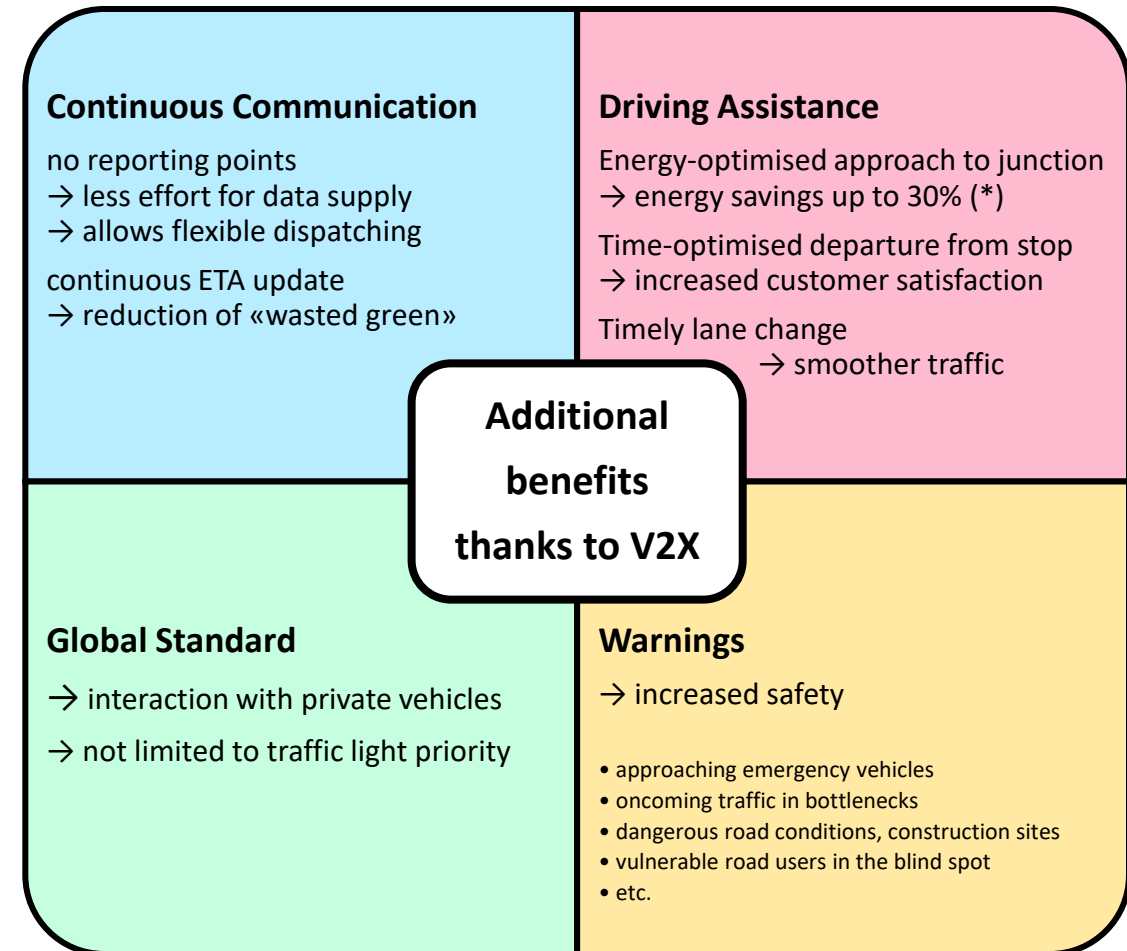 Continuous Communication
no reporting points
→ less effort for data supply
→ allows flexible dispatching
continuous ETA update
→ reduction of «wasted green»
Driving Assistance
Energy-optimised approach to junction
→ energy savings up to 30% (*)
Time-optimised departure from stop
→ increased customer satisfaction
Timely lane change
→ smoother traffic
Additional
benefits
thanks to V2X
Global Standard
→ interaction with private vehicles
→ not limited to traffic light priority
Warnings
→ increased safety
• approaching emergency vehicles
• oncoming traffic in bottlenecks
• dangerous road conditions, construction sites
• vulnerable road users in the blind spot
• etc.